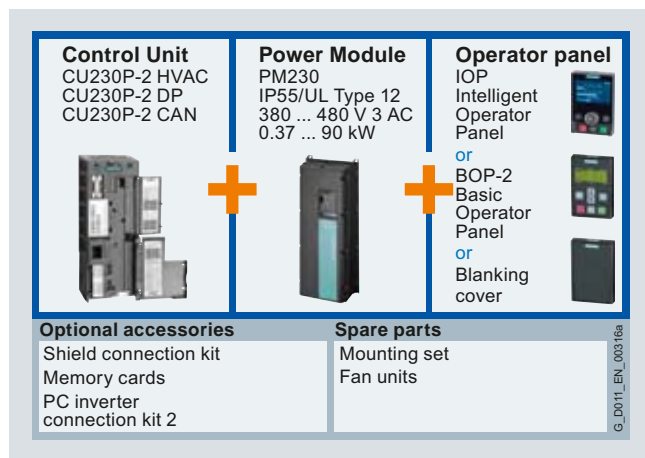 Control Unit
CU230P-2 HVAC
CU230P-2 DP
CU230P-2 CAN
Power Module
PM230
IP55/UL Type 12
380 ... 480 V 3 AC
0.37 ... 90 kW
Operator panel
IOP
Intelligent
Operator
Panel
or
BOP-2
Basic
Operator
Panel
or
Blanking
cover
Optional accessories
Shield connection kit
Memory cards
PC inverter
connection kit 2
Spare parts
Mounting set
Fan units
G_D011_EN_00316a